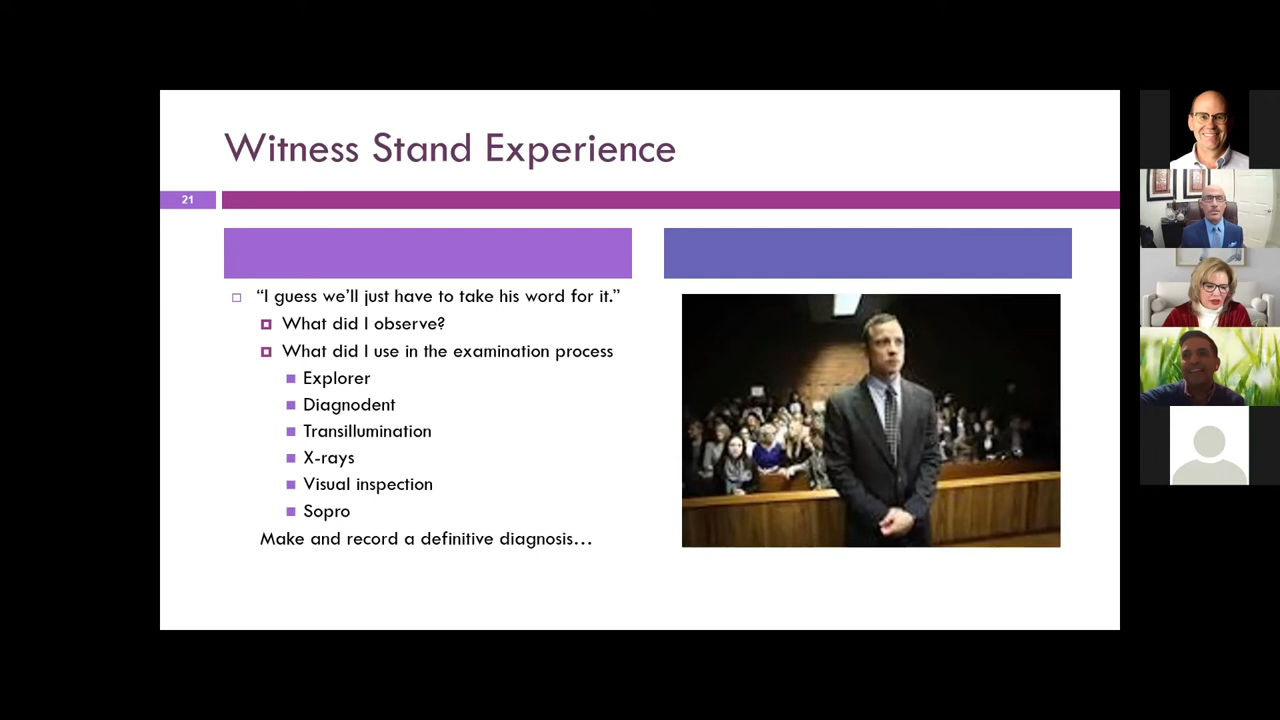 Witness Stand Experience
21
“I guess we’ll just have to take his word for it.”
What did I observe?
What did I use in the examination process
Explorer
Diagnodent
Transillumination
X-rays
Visual inspection
Sopro
Make and record a definitive diagnosis…